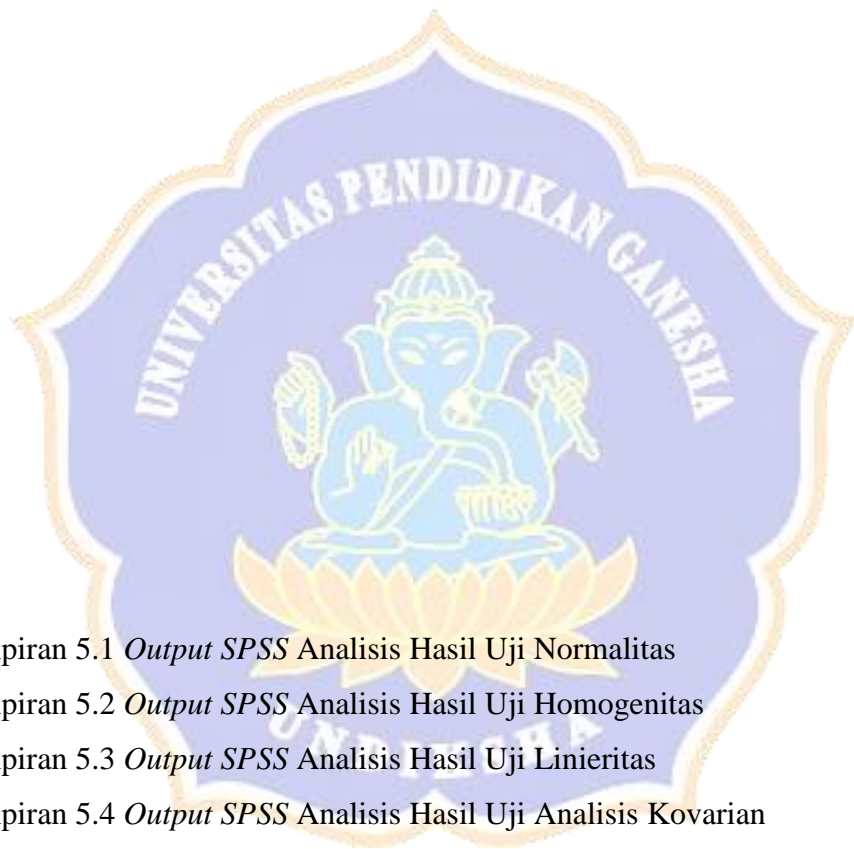 UNIVERSITAS PENDIDIKAN GANESHA
piran 5.1 Output SPSS Analisis Hasil Uji Normalitas
piran 5.2 Output SPSS Analisis Hasil Uji Homogenitas
UNDIKSHA
piran 5.3 Output SPSS Analisis Hasil Uji Linieritas
piran 5.4 Output SPSS Analisis Hasil Uji Analisis Kovarian